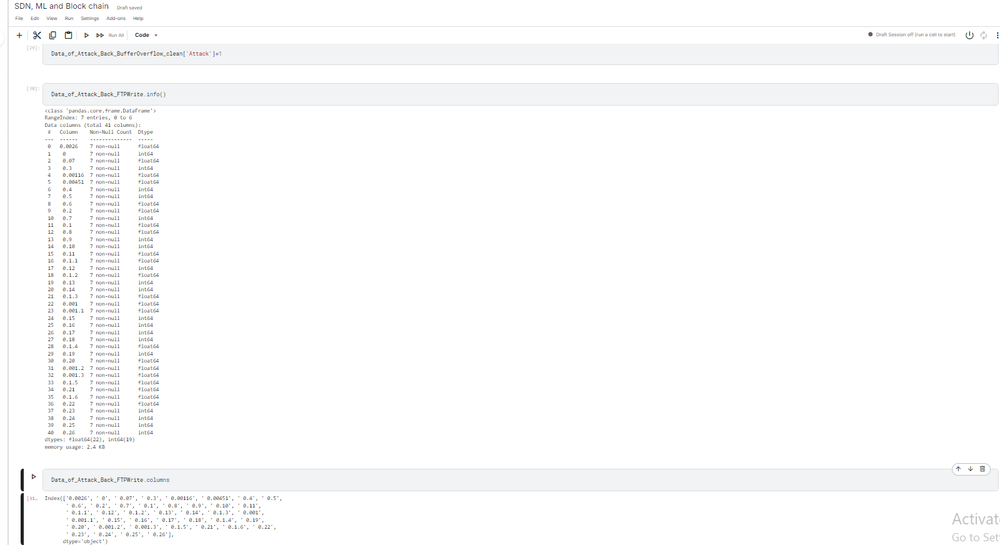 SDN, ML and Block chain Draft saved
File Edit View Run Settings Add-ons Help
Run All Code Draft Session off (run a cell to start)
[29]: Data_of_Attack_Back_BufferOverflow_clean['Attack']=1
[30]: Data_of_Attack_Back_FTPWrite.info()
<class 'pandas.core.frame.DataFrame'>
RangeIndex: 7 entries, 0 to 6
Data columns (total 41 columns):
# Column Non-Null Count Dtype
--- ------ -------------- -----
0 0.0026 7 non-null float64
1 0 7 non-null int64
2 0.07 7 non-null float64
3 0.3 7 non-null int64
4 0.00116 7 non-null float64
5 0.00451 7 non-null float64
6 0.4 7 non-null int64
7 0.5 7 non-null int64
8 0.6 7 non-null float64
9 0.2 7 non-null float64
10 0.7 7 non-null int64
11 0.1 7 non-null float64
12 0.8 7 non-null float64
13 0.9 7 non-null int64
14 0.10 7 non-null int64
15 0.11 7 non-null float64
16 0.1.1 7 non-null float64
17 0.12 7 non-null int64
18 0.1.2 7 non-null float64
19 0.13 7 non-null int64
20 0.14 7 non-null int64
21 0.1.3 7 non-null float64
22 0.001 7 non-null float64
23 0.001.1 7 non-null float64
24 0.15 7 non-null int64
25 0.16 7 non-null int64
26 0.17 7 non-null int64
27 0.18 7 non-null int64
28 0.1.4 7 non-null float64
29 0.19 7 non-null int64
30 0.20 7 non-null float64
31 0.001.2 7 non-null float64
32 0.001.3 7 non-null float64
33 0.1.5 7 non-null float64
34 0.21 7 non-null float64
35 0.1.6 7 non-null float64
36 0.22 7 non-null float64
37 0.23 7 non-null int64
38 0.24 7 non-null int64
39 0.25 7 non-null int64
40 0.26 7 non-null int64
dtypes: float64(22), int64(19)
memory usage: 2.4 KB
Data_of_Attack_Back_FTPWrite.columns
[31… Index(['0.0026', ' 0', ' 0.07', ' 0.3', ' 0.00116', ' 0.00451', ' 0.4', ' 0.5',
' 0.6', ' 0.2', ' 0.7', ' 0.1', ' 0.8', ' 0.9', ' 0.10', ' 0.11',
' 0.1.1', ' 0.12', ' 0.1.2', ' 0.13', ' 0.14', ' 0.1.3', ' 0.001',
' 0.001.1', ' 0.15', ' 0.16', ' 0.17', ' 0.18', ' 0.1.4', ' 0.19',
' 0.20', ' 0.001.2', ' 0.001.3', ' 0.1.5', ' 0.21', ' 0.1.6', ' 0.22',
' 0.23', ' 0.24', ' 0.25', ' 0.26'],
dtype='object')
Activat
Go to Set